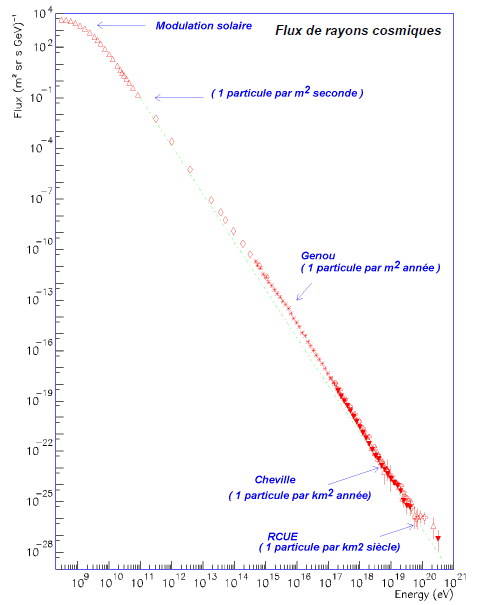 Flux de rayons cosmiques
Flux (m² sr s GeV)⁻¹
10⁴
10
10⁻¹
10⁻⁴
10⁻⁷
10⁻¹⁰
10⁻¹³
10⁻¹⁶
10⁻¹⁹
10⁻²²
10⁻²⁵
10⁻²⁸
Modulation solaire
( 1 particule par m² seconde )
Genou
( 1 particule par m² année )
Cheville
( 1 particule par km² année)
RCUE
( 1 particule par km2 siècle)
10⁹ 10¹⁰ 10¹¹ 10¹² 10¹³ 10¹⁴ 10¹⁵ 10¹⁶ 10¹⁷ 10¹⁸ 10¹⁹ 10²⁰ 10²¹
Energy (eV)